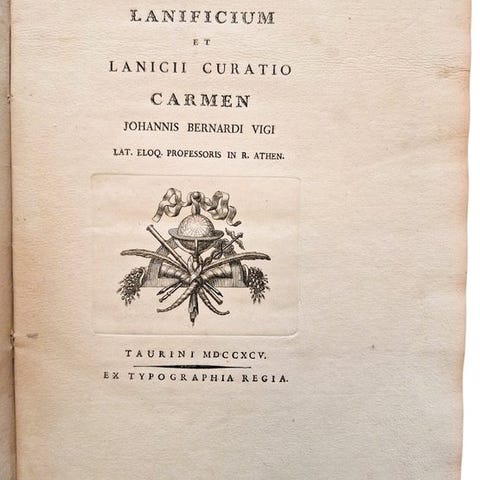 LANIFICIUM
ET
LANICII CURATIO
CARMEN
JOHANNIS BERNARDI VIGI
LAT. ELOQ. PROFESSORIS IN R. ATHEN.
TAURINI MDCCXCV.
EX TYPOGRAPHIA REGIA.